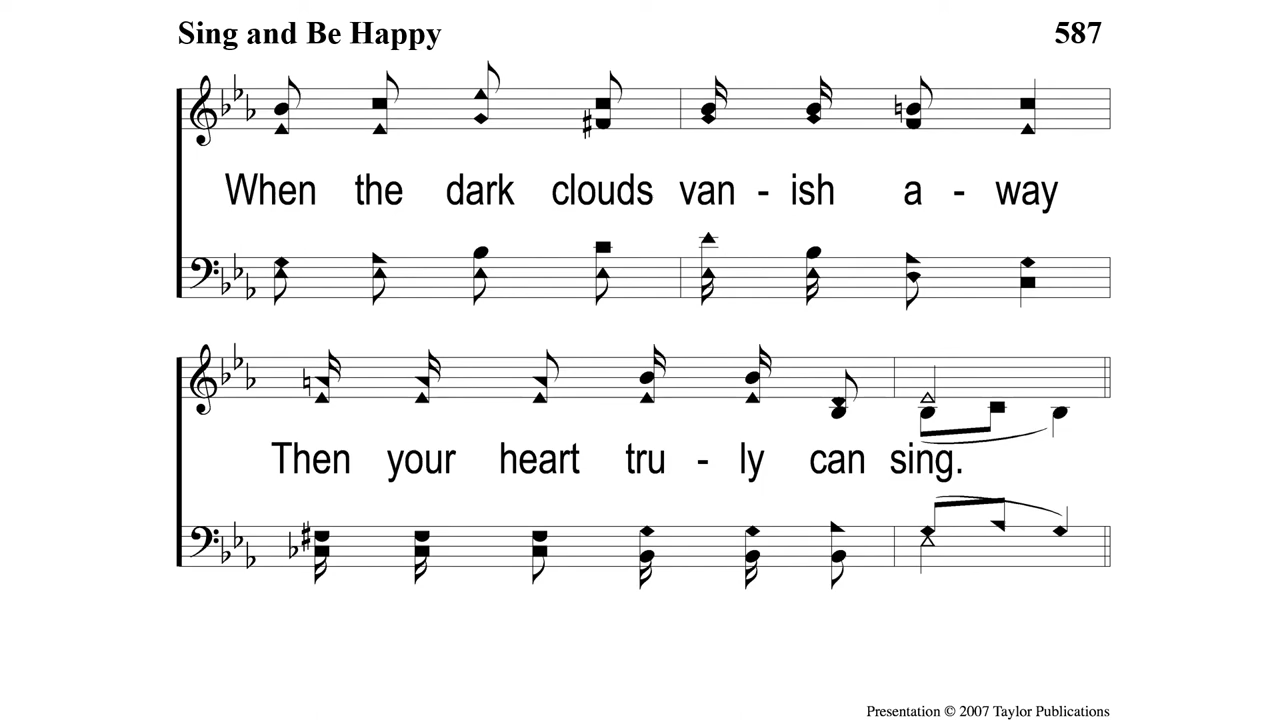 Sing and Be Happy 587
When the dark clouds van - ish a - way
Then your heart tru - ly can sing.
Presentation © 2007 Taylor Publications